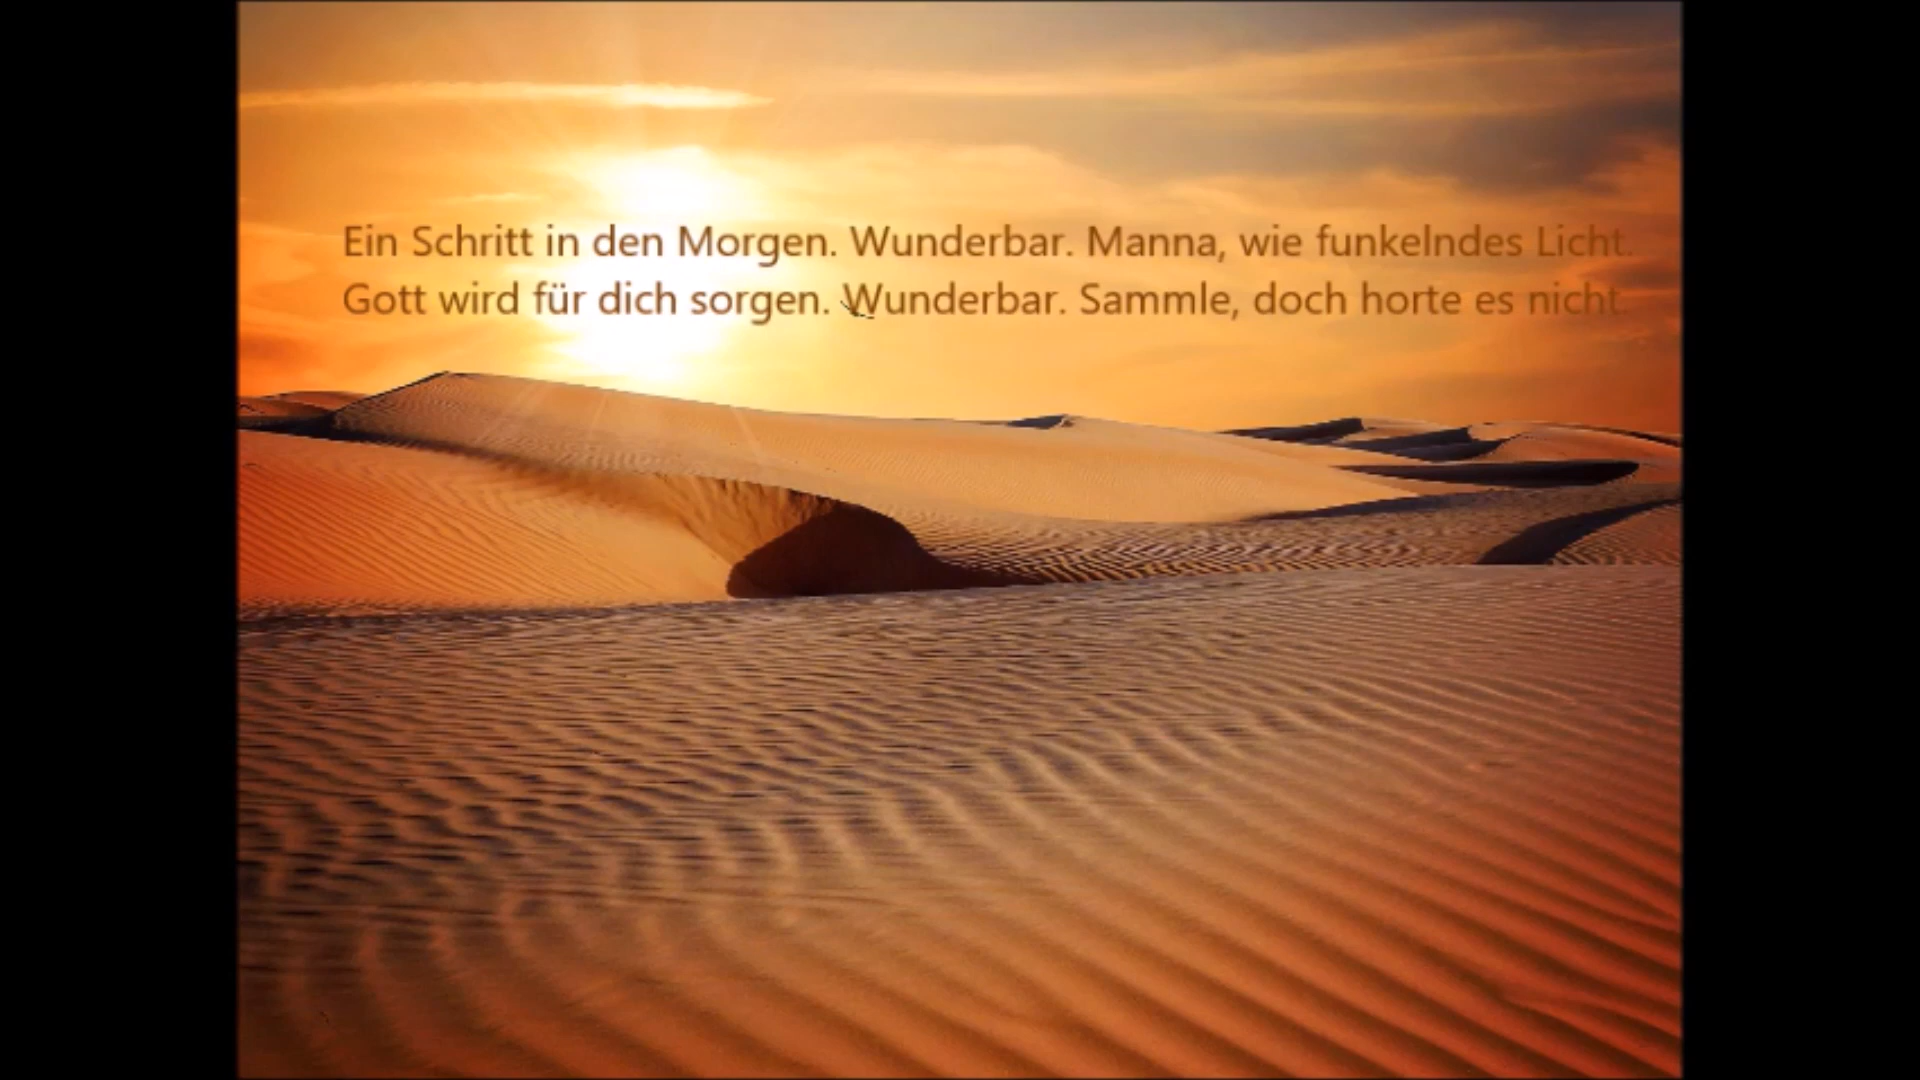 Ein Schritt in den Morgen. Wunderbar. Manna, wie funkelndes Licht.
Gott wird für dich sorgen. Wunderbar. Sammle, doch horte es nicht.